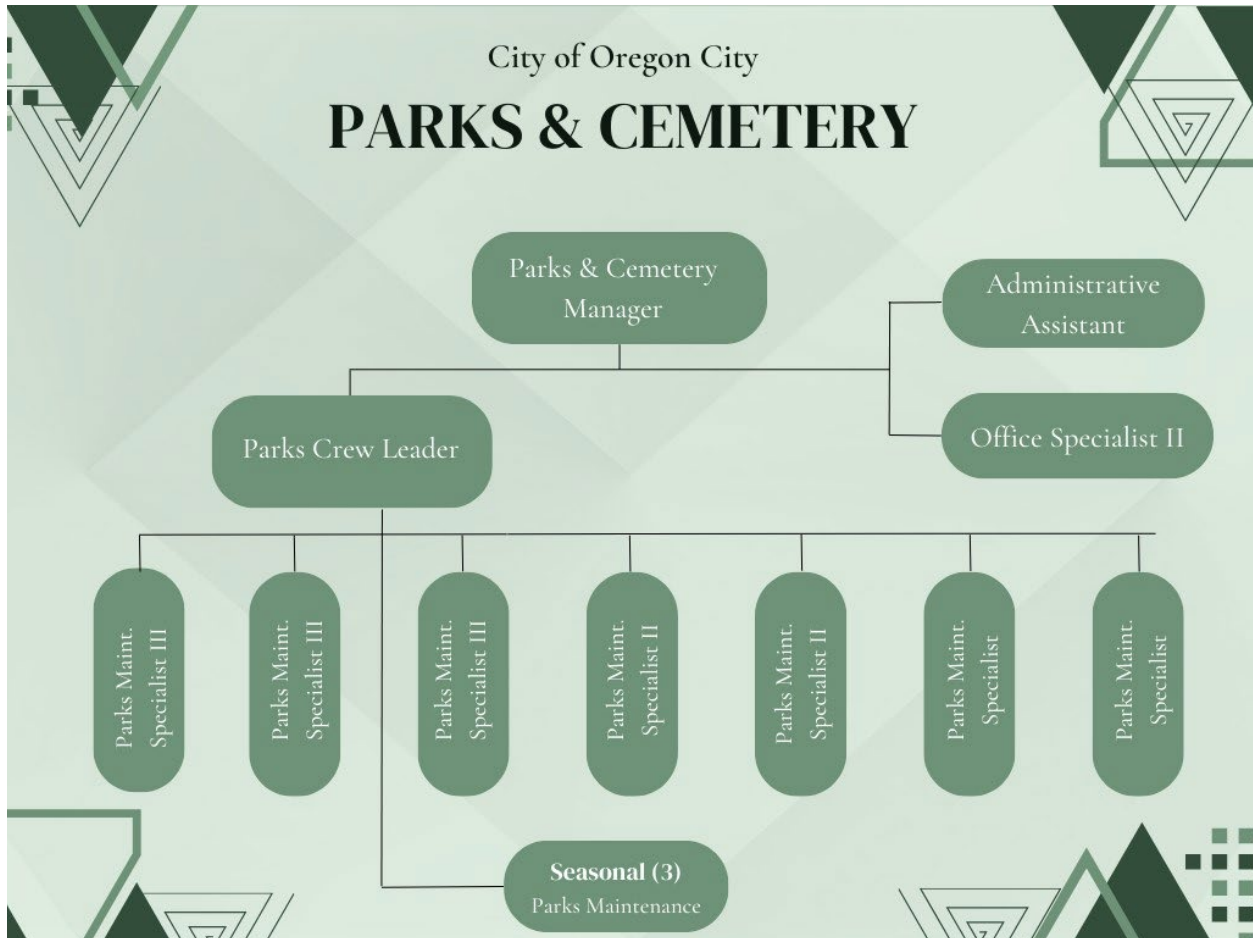 City of Oregon City
PARKS & CEMETERY
Parks & Cemetery
Manager
Administrative
Assistant
Parks Crew Leader
Office Specialist II
Parks Maint.
Specialist III
Parks Maint.
Specialist III
Parks Maint.
Specialist III
Parks Maint.
Specialist II
Parks Maint.
Specialist II
Parks Maint.
Specialist
Parks Maint.
Specialist
Seasonal (3)
Parks Maintenance